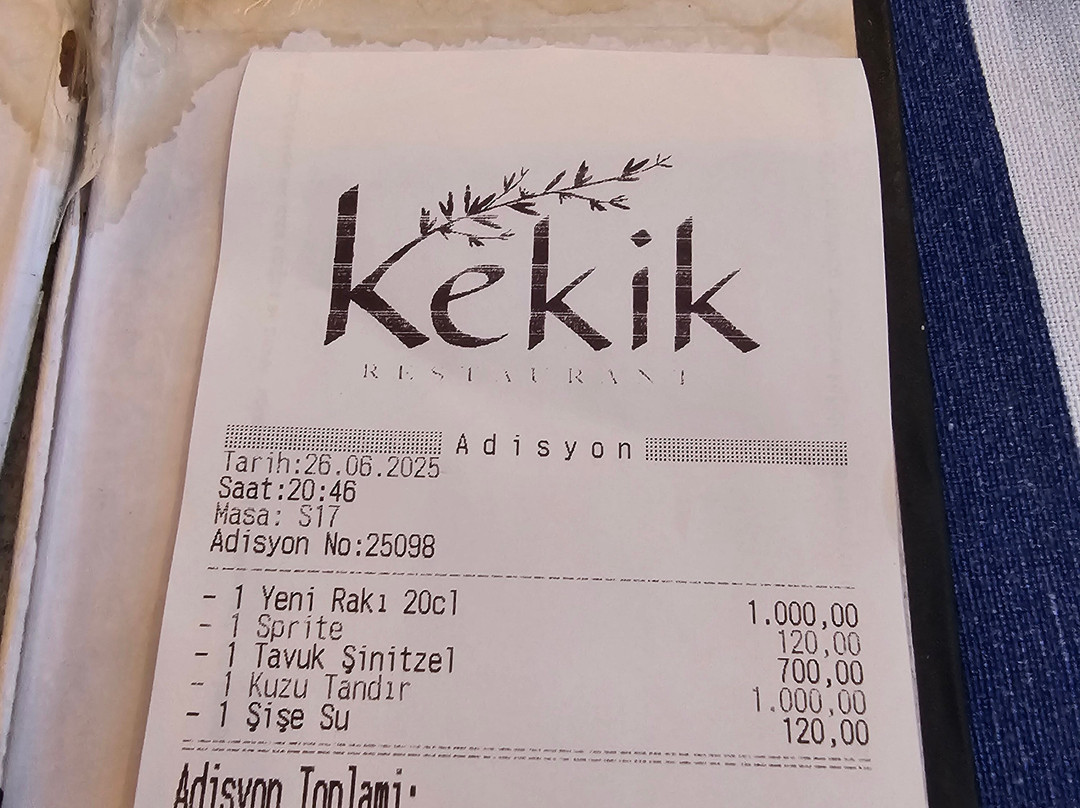 Kekik
RESTAURANT
Adisyon
Tarih:26.06.2025
Saat:20:46
Masa: S17
Adisyon No:25098
- 1 Yeni Rakı 20cl 1.000,00
- 1 Sprite 120,00
- 1 Tavuk Şinitzel 700,00
- 1 Kuzu Tandır 1.000,00
- 1 Şişe Su 120,00
Adisyon Toplami: